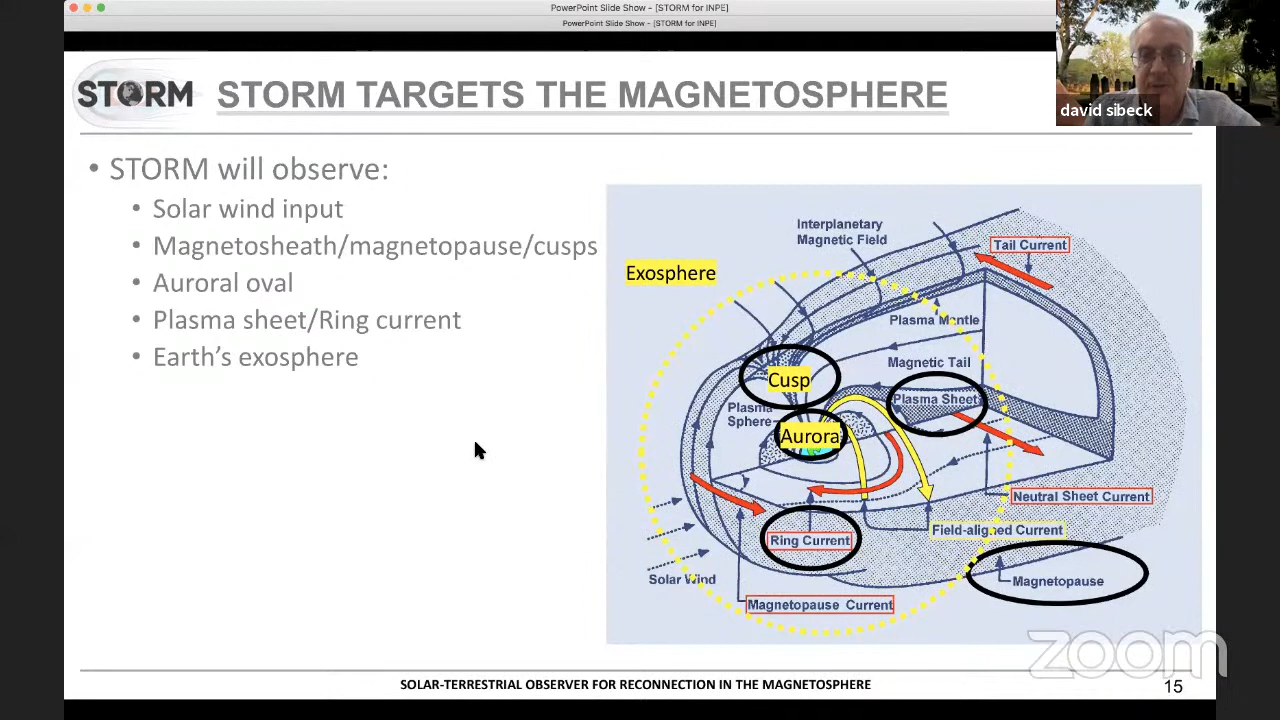 PowerPoint Slide Show - [STORM for INPE]
PowerPoint Slide Show - [STORM for INPE]
david sibeck
STORM
STORM TARGETS THE MAGNETOSPHERE
• STORM will observe:
• Solar wind input
• Magnetosheath/magnetopause/cusps
• Auroral oval
• Plasma sheet/Ring current
• Earth's exosphere
Interplanetary
Magnetic Field
Tail Current
Exosphere
Plasma Mantle
Magnetic Tail
Cusp
Plasma Sheet
Plasma
Sphere
Aurora
Neutral Sheet Current
Field-aligned Current
Ring Current
Solar Wind
Magnetopause
Magnetopause Current
zoom
SOLAR-TERRESTRIAL OBSERVER FOR RECONNECTION IN THE MAGNETOSPHERE
15